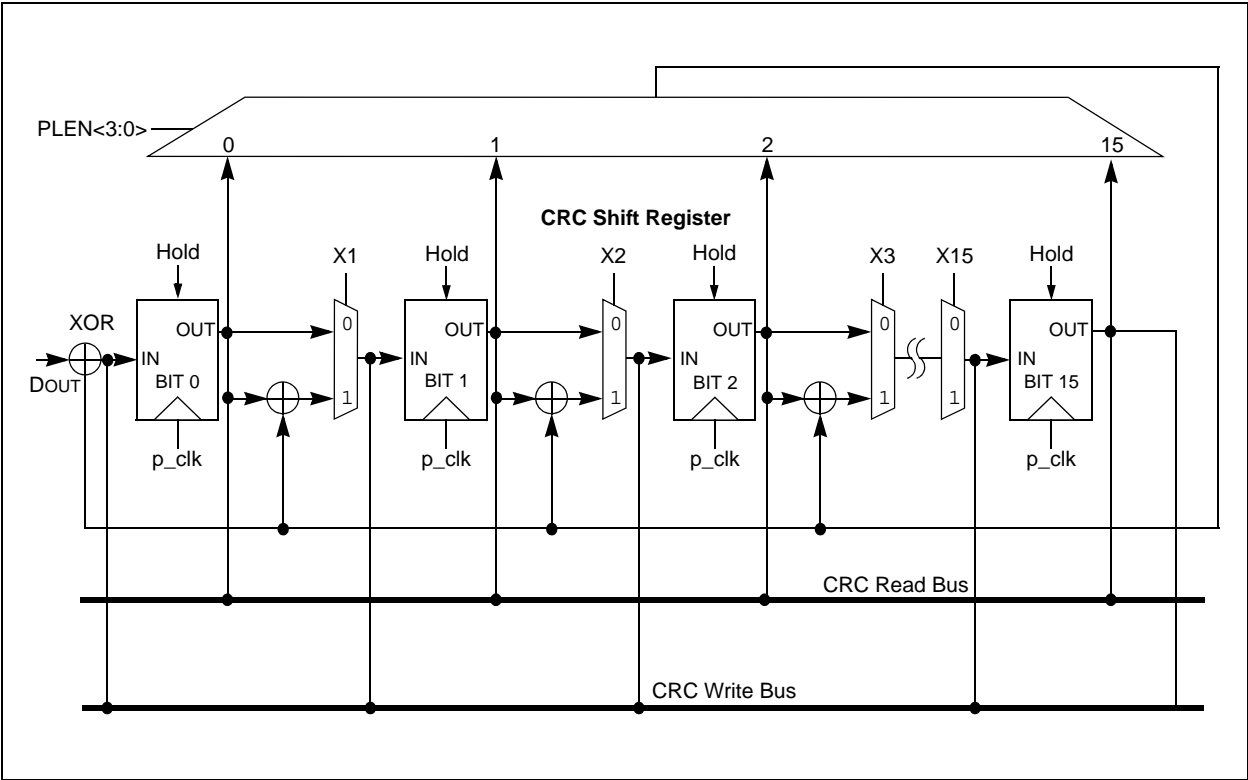 PLEN<3:0>
0 1 2 15
CRC Shift Register
Hold X1 Hold X2 Hold X3 X15 Hold
XOR
OUT 0 OUT 0 OUT 0 0 OUT
IN IN IN IN
DOUT
BIT 0 BIT 1 BIT 2 BIT 15
1 1 1 1
p_clk p_clk p_clk p_clk
CRC Read Bus
CRC Write Bus